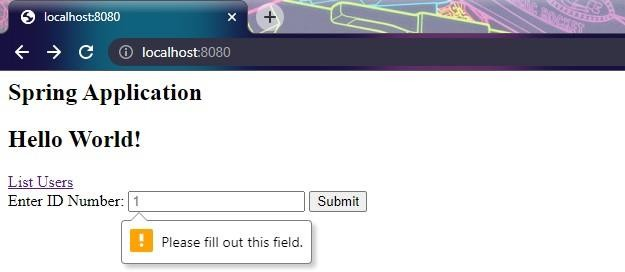 localhost:8080
localhost:8080
Spring Application
Hello World!
List Users
Enter ID Number: 1 Submit
! Please fill out this field.